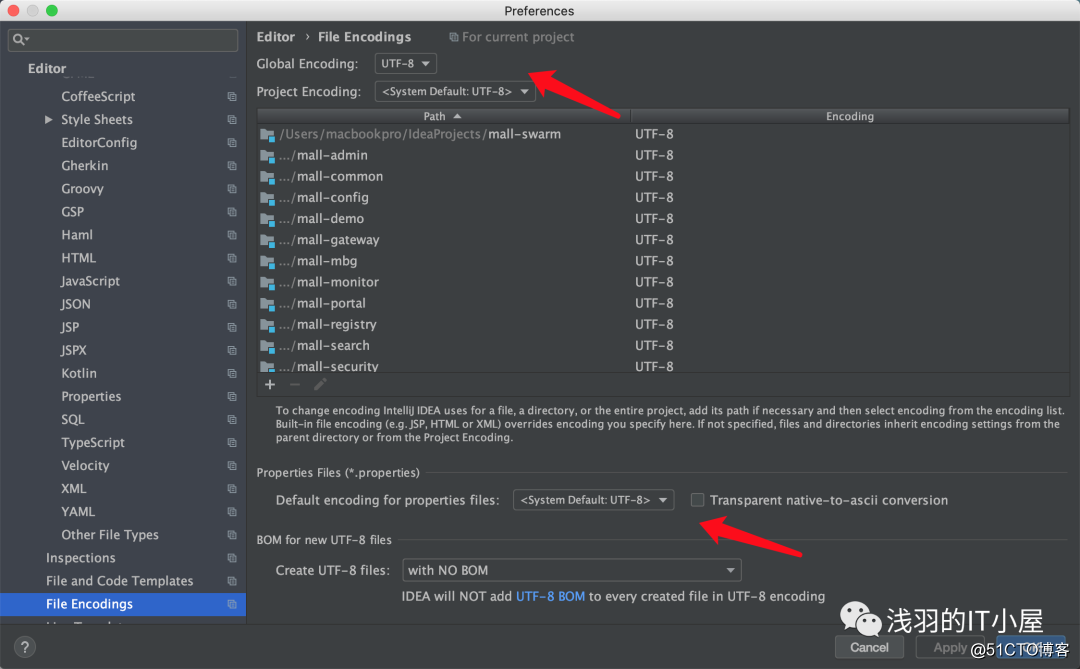 Preferences
Editor › File Encodings For current project
Editor
Global Encoding: UTF-8
Project Encoding: <System Default: UTF-8>
Path Encoding
/Users/macbookpro/IdeaProjects/mall-swarm UTF-8
.../mall-admin UTF-8
.../mall-common UTF-8
.../mall-config UTF-8
.../mall-demo UTF-8
.../mall-gateway UTF-8
.../mall-mbg UTF-8
.../mall-monitor UTF-8
.../mall-portal UTF-8
.../mall-registry UTF-8
.../mall-search UTF-8
.../mall-security UTF-8
CoffeeScript
Style Sheets
EditorConfig
Gherkin
Groovy
GSP
Haml
HTML
JavaScript
JSON
JSP
JSPX
Kotlin
Properties
SQL
TypeScript
Velocity
XML
YAML
Other File Types
Inspections
File and Code Templates
File Encodings
To change encoding IntelliJ IDEA uses for a file, a directory, or the entire project, add its path if necessary and then select encoding from the encoding list.
Built-in file encoding (e.g. JSP, HTML or XML) overrides encoding you specify here. If not specified, files and directories inherit encoding settings from the
parent directory or from the Project Encoding.
Properties Files (*.properties)
Default encoding for properties files: <System Default: UTF-8> Transparent native-to-ascii conversion
BOM for new UTF-8 files
Create UTF-8 files: with NO BOM
IDEA will NOT add UTF-8 BOM to every created file in UTF-8 encoding
浅羽的IT小屋
? Cancel Apply
@51CTO博客